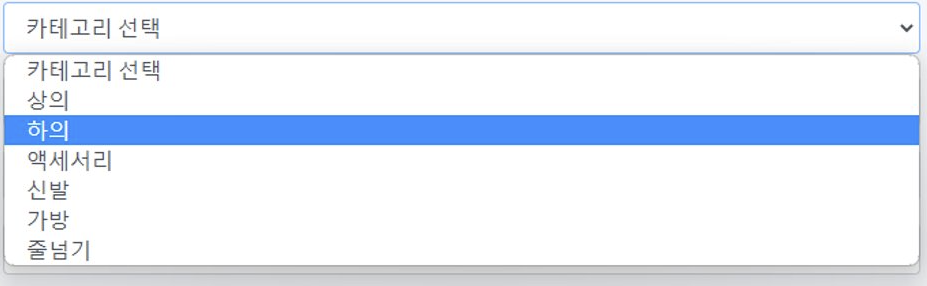 카테고리 선택
카테고리 선택
상의
하의
액세서리
신발
가방
줄넘기